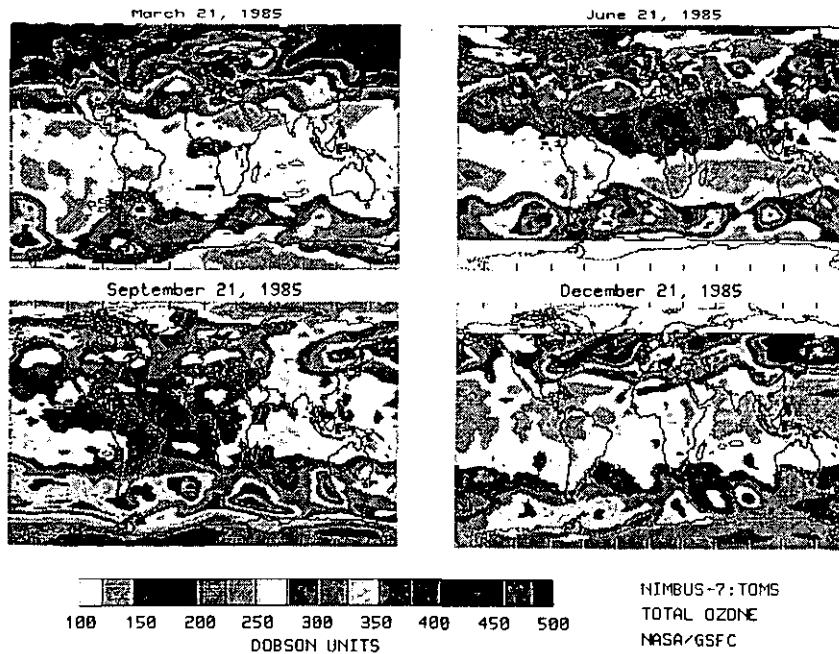 March 21, 1985
June 21, 1985
September 21, 1985
December 21, 1985
100 150 200 250 300 350 400 450 500
DOBSON UNITS
NIMBUS-7:TOMS
TOTAL OZONE
NASA/GSFC